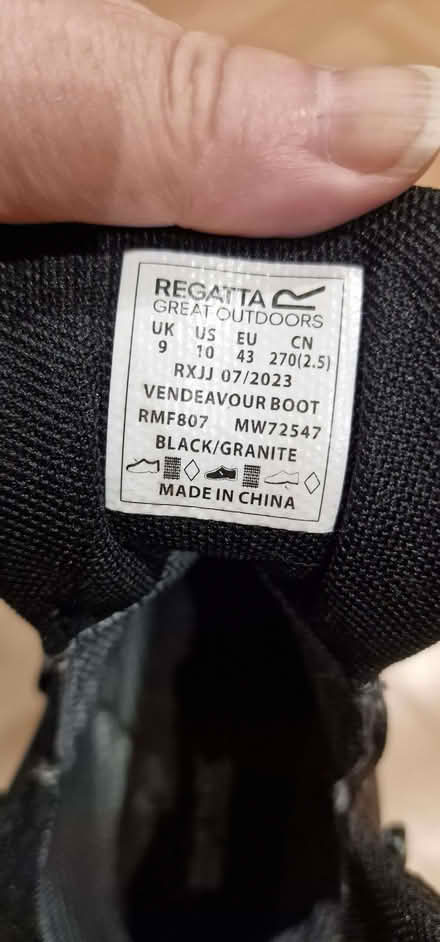 REGATTA
GREAT OUTDOORS
UK US EU CN
9 10 43 270(2.5)
RXJJ 07/2023
VENDEAVOUR BOOT
RMF807 MW72547
BLACK/GRANITE
MADE IN CHINA